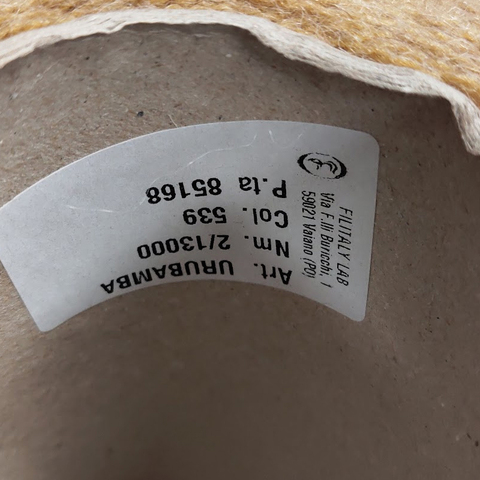 FILITALY LAB
Via F.lli Buricchi, 1
59021 Vaiano (PO)
Art. URUBAMBA
Nm. 2/13000
Col. 539
P.ta 85168